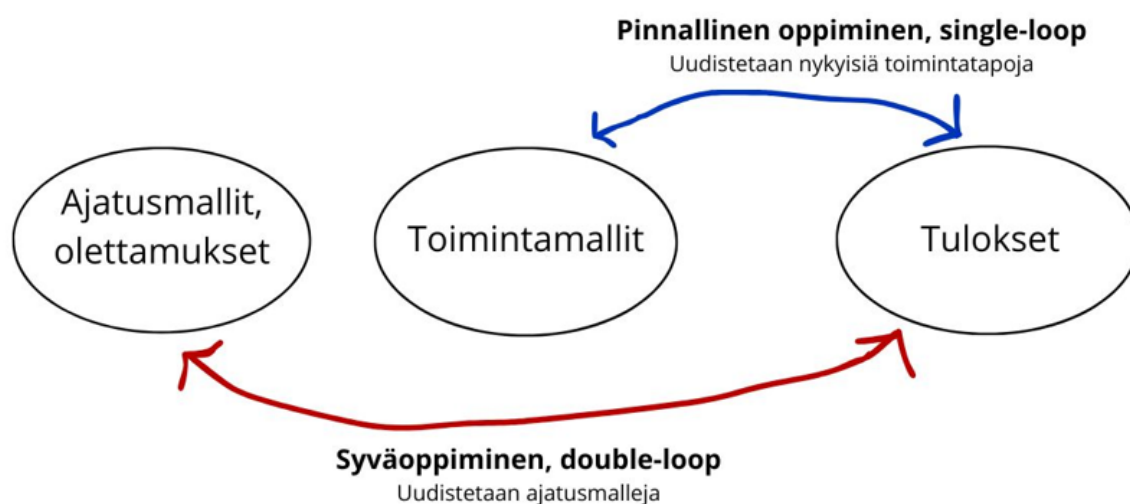 Pinnallinen oppiminen, single-loop
Uudistetaan nykyisiä toimintatapoja
Ajatusmallit,
olettamukset
Toimintamallit
Tulokset
Syväoppiminen, double-loop
Uudistetaan ajatusmalleja